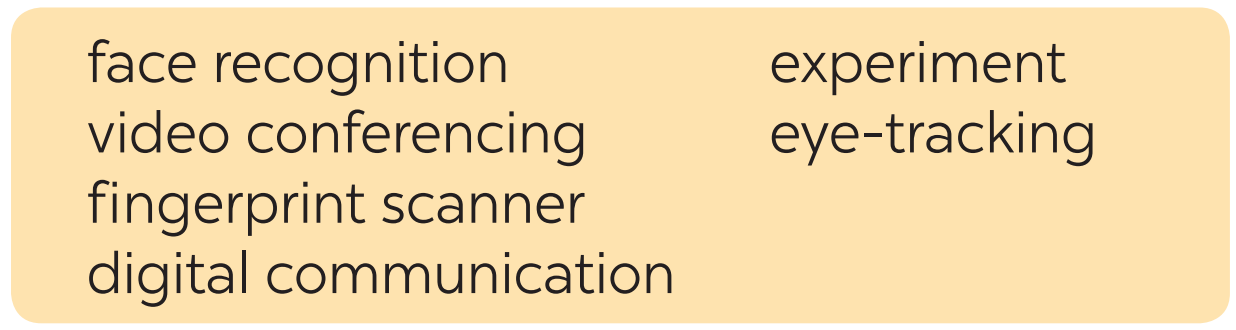 face recognition
video conferencing
fingerprint scanner
digital communication
experiment
eye-tracking